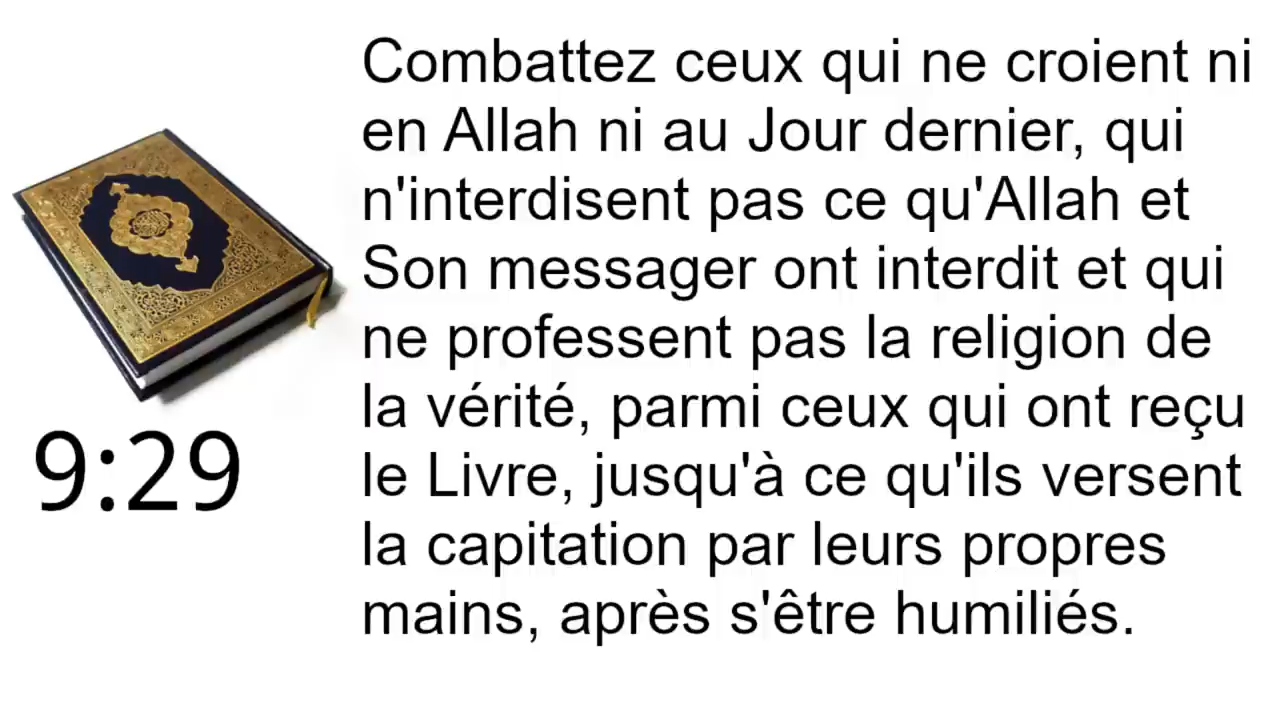 Combattez ceux qui ne croient ni
en Allah ni au Jour dernier, qui
n'interdisent pas ce qu'Allah et
Son messager ont interdit et qui
ne professent pas la religion de
la vérité, parmi ceux qui ont reçu
le Livre, jusqu'à ce qu'ils versent
la capitation par leurs propres
mains, après s'être humiliés.
9:29